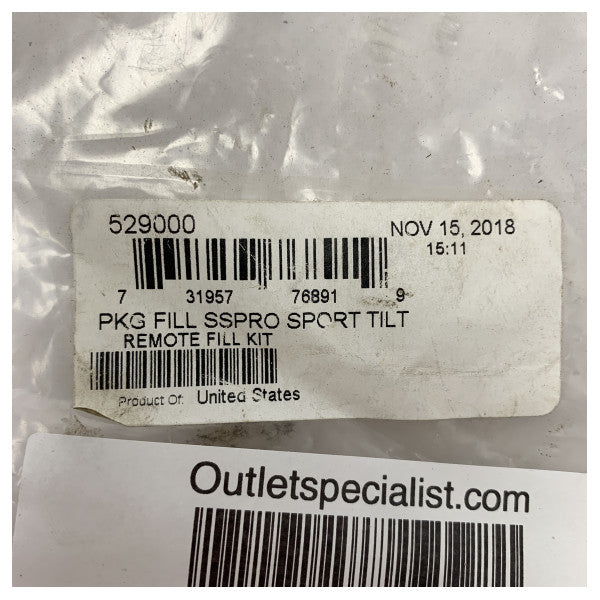 529000 NOV 15, 2018
15:11
7 31957 76891 9
PKG FILL SSPRO SPORT TILT
REMOTE FILL KIT
Product Of: United States
Outletspecialist.com